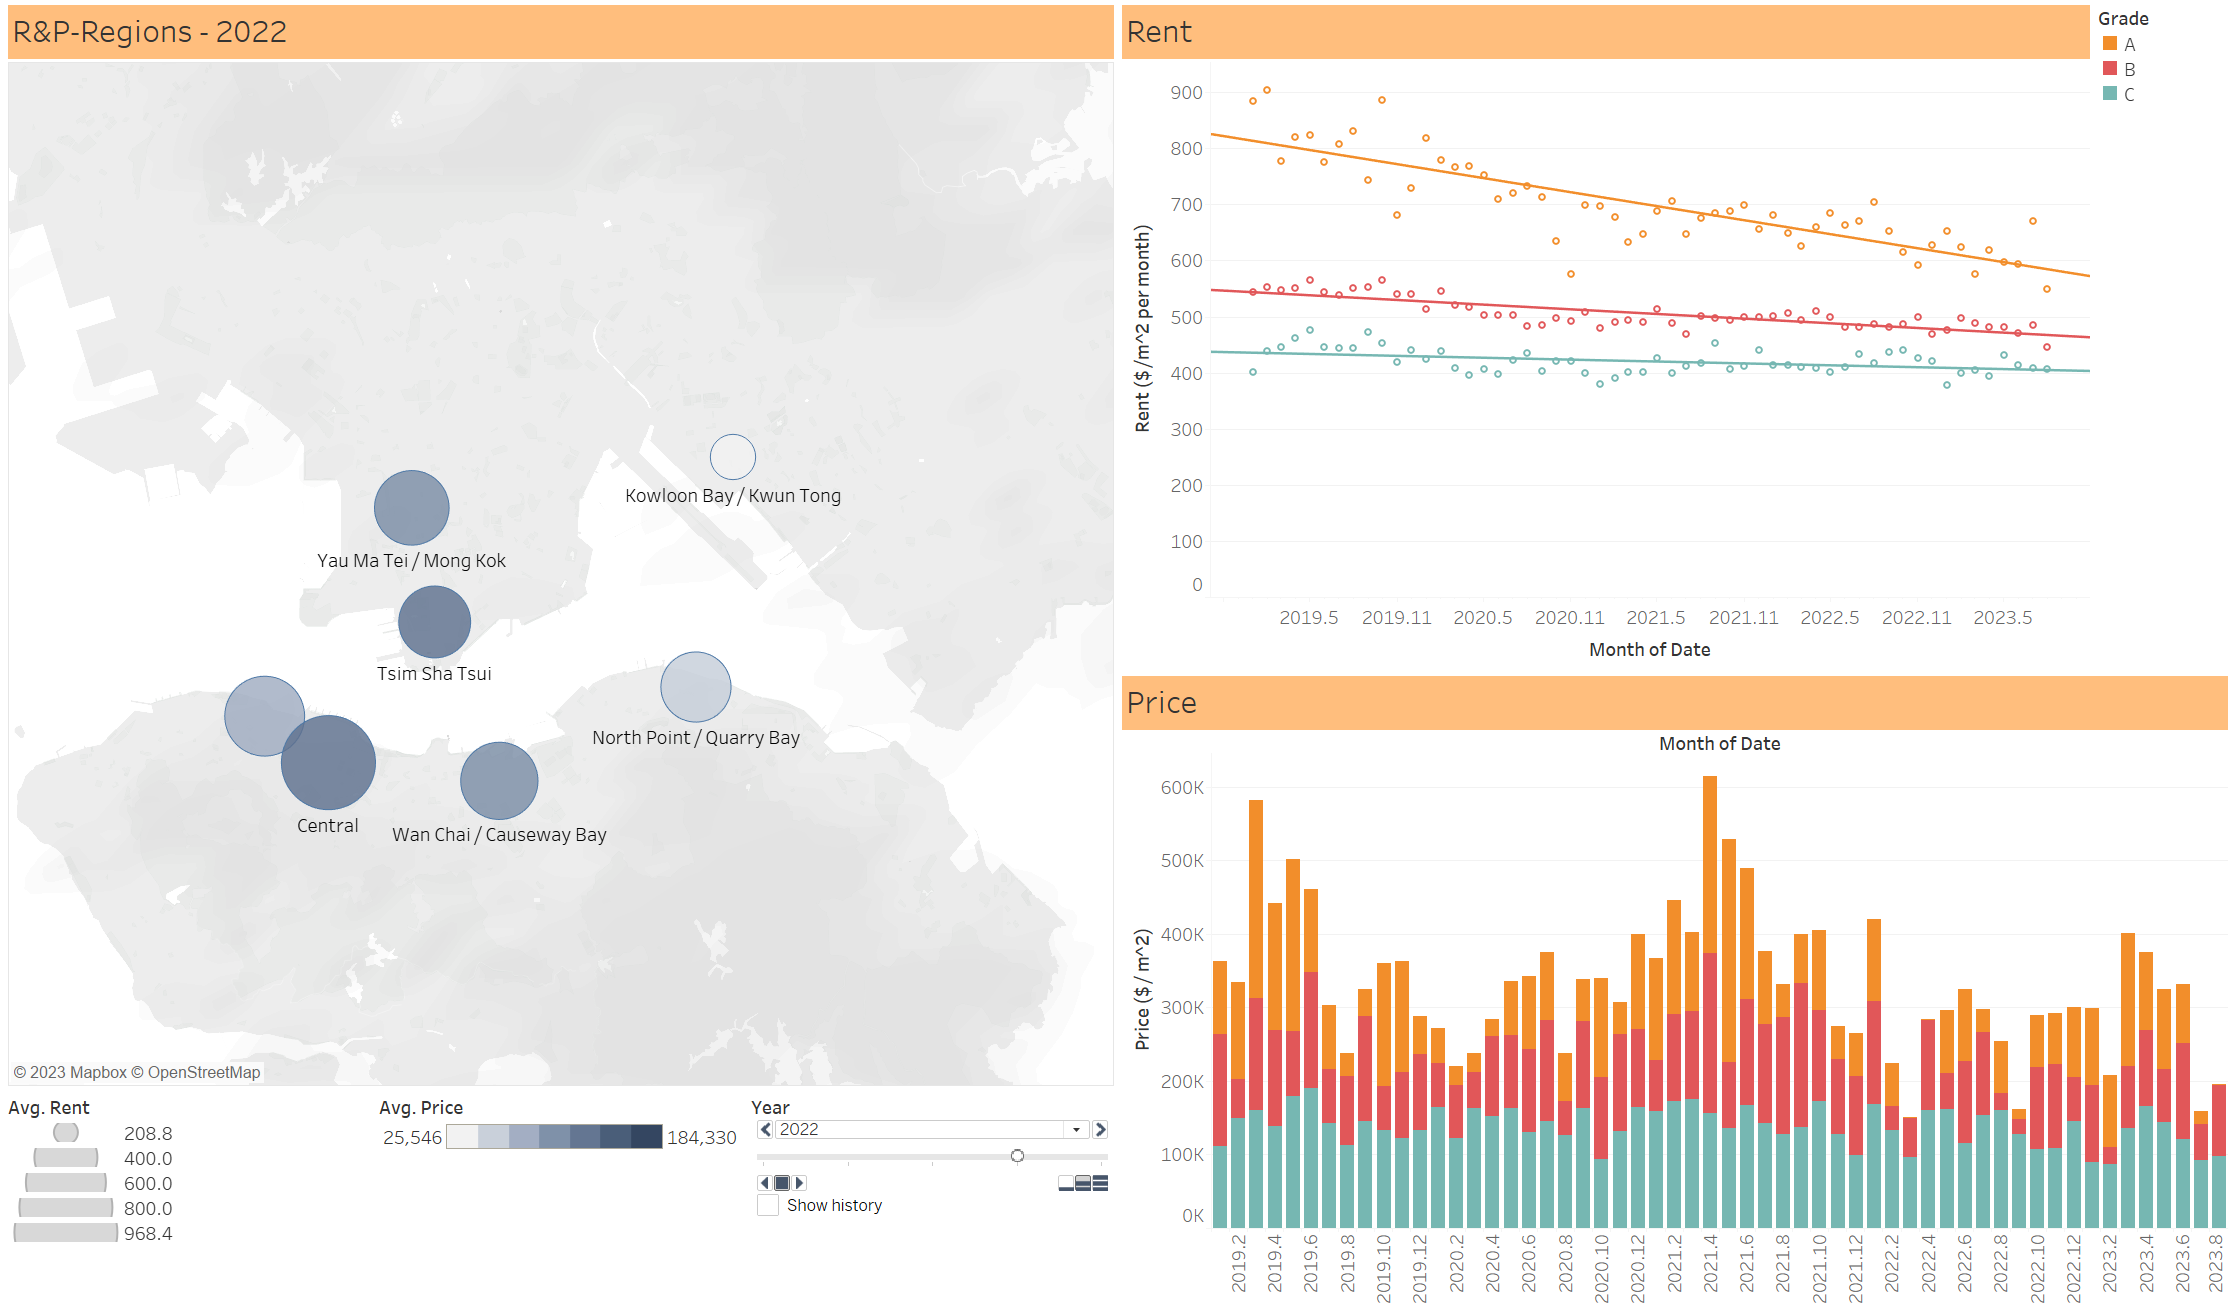 R&P-Regions - 2022
Kowloon Bay / Kwun Tong
Yau Ma Tei / Mong Kok
Tsim Sha Tsui
North Point / Quarry Bay
Central
Wan Chai / Causeway Bay
© 2023 Mapbox © OpenStreetMap
Avg. Rent
208.8
400.0
600.0
800.0
968.4
Avg. Price
25,546
184,330
Year
2022
Show history
Rent
Grade
A
B
C
Rent ($ /m^2 per month)
900
800
700
600
500
400
300
200
100
0
2019.5 2019.11 2020.5 2020.11 2021.5 2021.11 2022.5 2022.11 2023.5
Month of Date
Price
Month of Date
Price ($ / m^2)
600K
500K
400K
300K
200K
100K
0K
2019.2 2019.4 2019.6 2019.8 2019.10 2019.12 2020.2 2020.4 2020.6 2020.8 2020.10 2020.12 2021.2 2021.4 2021.6 2021.8 2021.10 2021.12 2022.2 2022.4 2022.6 2022.8 2022.10 2022.12 2023.2 2023.4 2023.6 2023.8